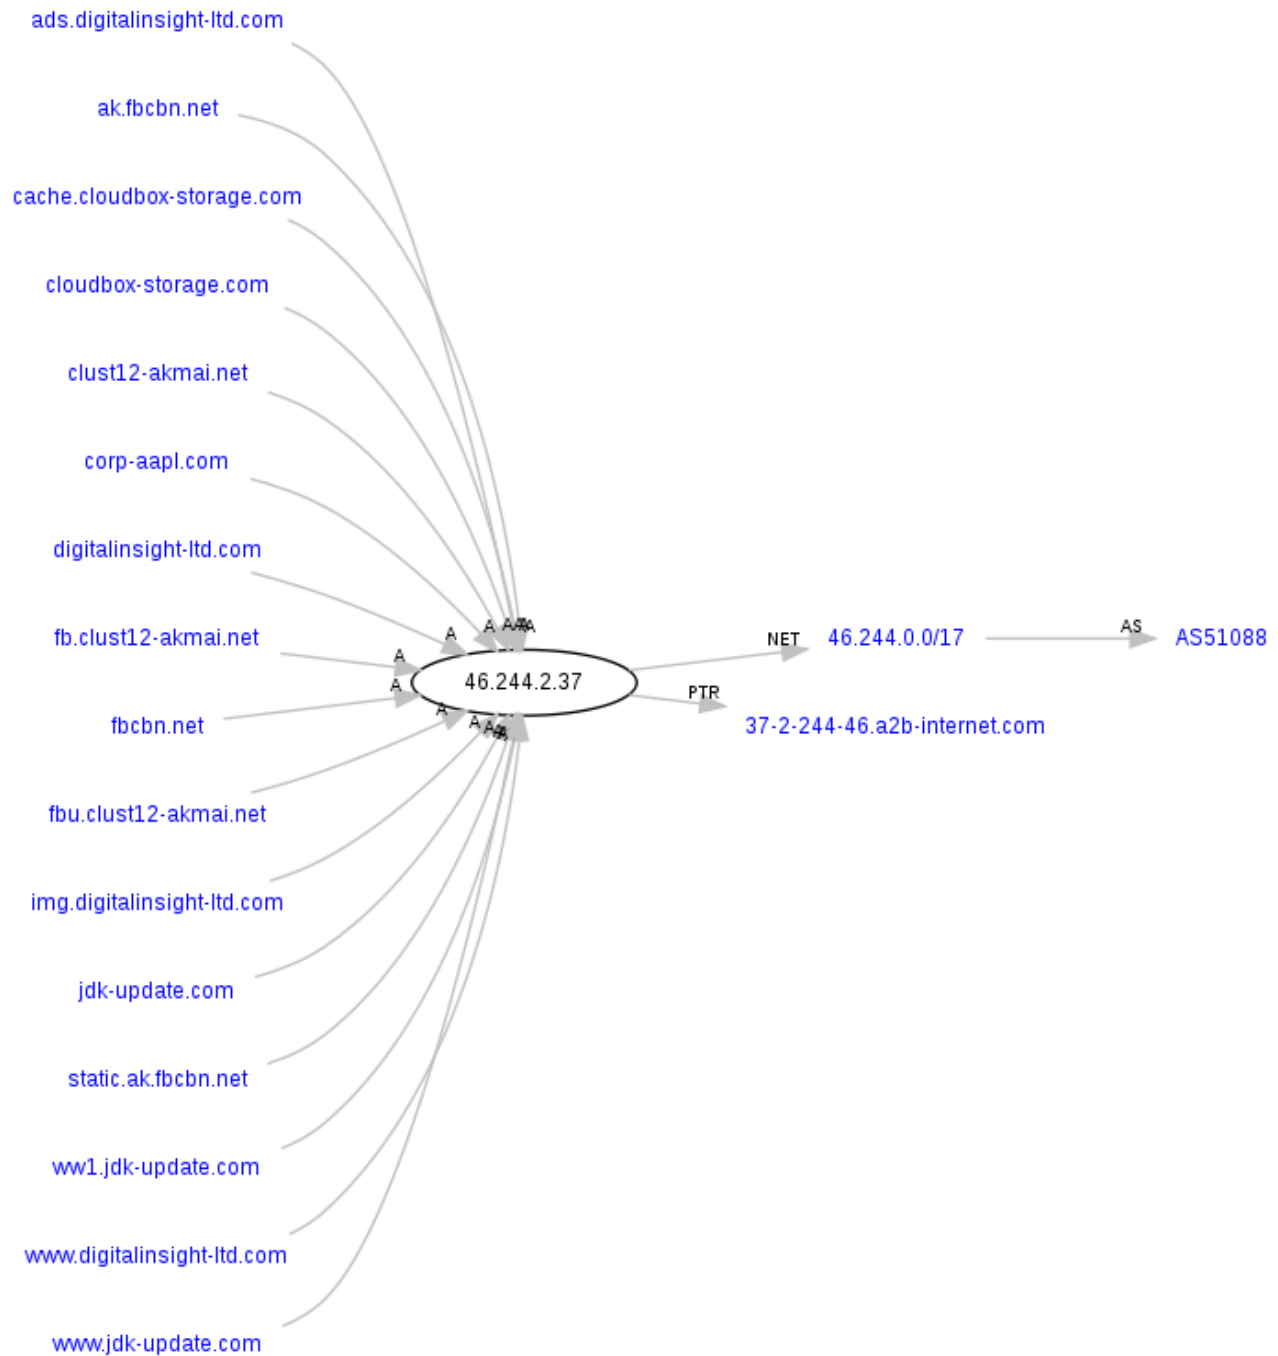 ads.digitalinsight-ltd.com
ak.fbcbn.net
cache.cloudbox-storage.com
cloudbox-storage.com
clust12-akmai.net
corp-aapl.com
digitalinsight-ltd.com
fb.clust12-akmai.net
fbcbn.net
fbu.clust12-akmai.net
img.digitalinsight-ltd.com
jdk-update.com
static.ak.fbcbn.net
ww1.jdk-update.com
www.digitalinsight-ltd.com
www.jdk-update.com
A
A
A
A
A
A
A
A
A
46.244.2.37
NET
46.244.0.0/17
AS
AS51088
PTR
37-2-244-46.a2b-internet.com